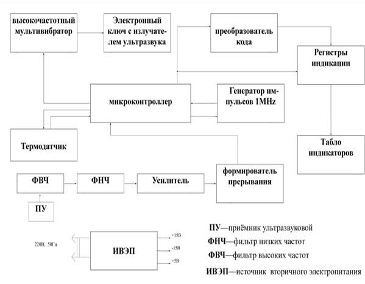 высокочастотный
мультивибратор
Электронный
ключ с излучате-
лем ультразвука
преобразователь
кода
Регистры
индикации
микроконтроллер
Генератор им-
пульсов 1MHz
Термодатчик
Табло
индикаторов
ФВЧ
ФНЧ
Усилитель
формирователь
прерывания
ПУ
ПУ—приёмник ультразвуковой
ФНЧ—фильтр низких частот
ФВЧ—фильтр высоких частот
ИВЭП—источник вторичного электропитания
ИВЭП